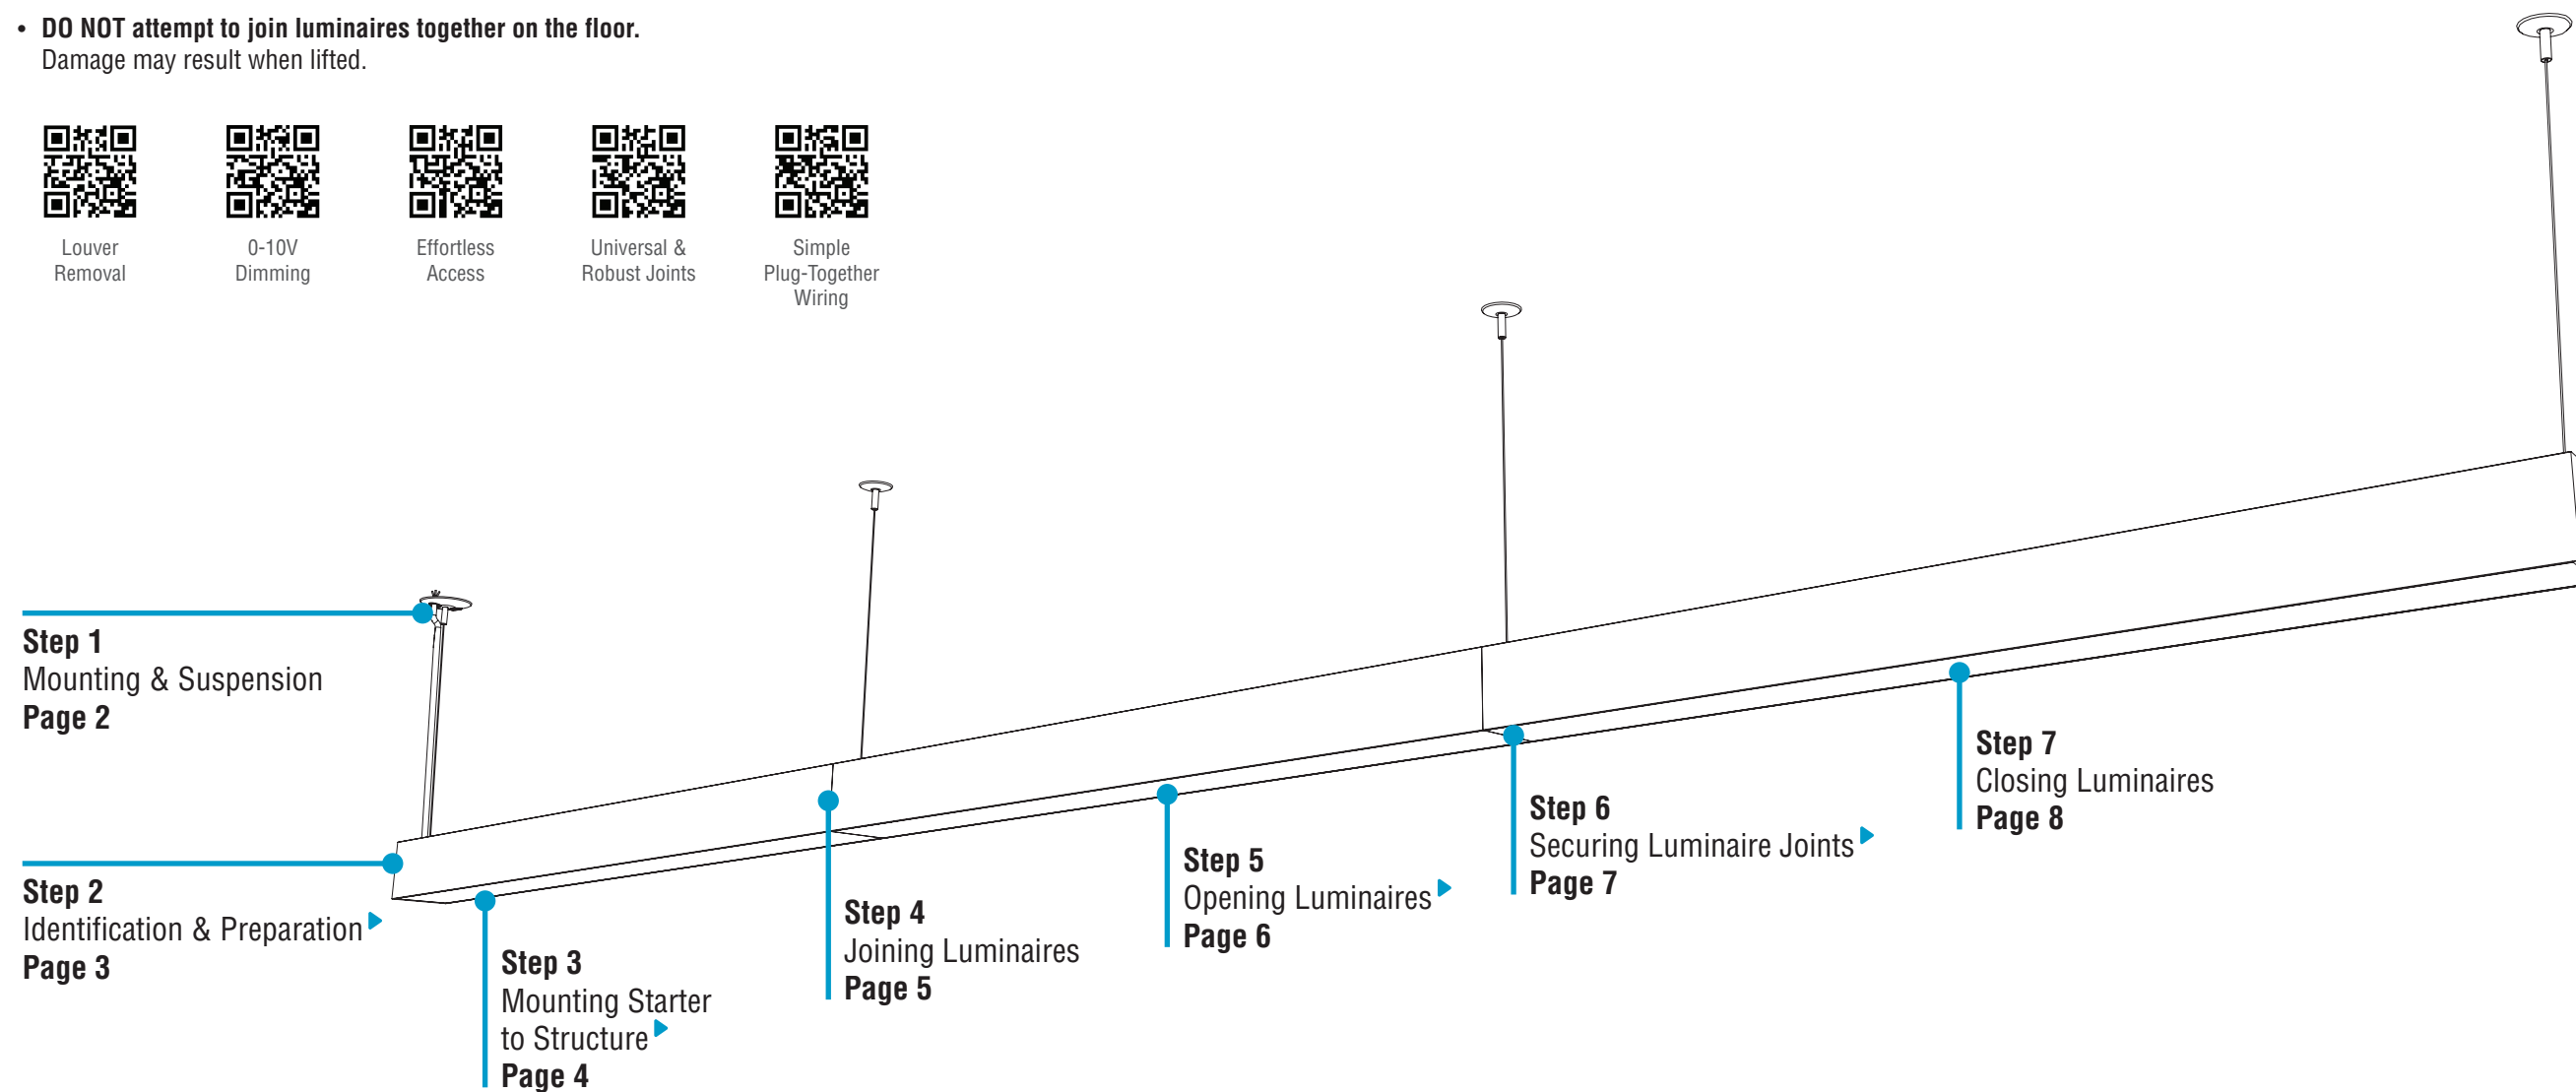 • DO NOT attempt to join luminaires together on the floor.
Damage may result when lifted.
Louver
Removal
0-10V
Dimming
Effortless
Access
Universal &
Robust Joints
Simple
Plug-Together
Wiring
Step 1
Mounting & Suspension
Page 2
Step 2
Identification & Preparation
Page 3
Step 3
Mounting Starter
to Structure
Page 4
Step 4
Joining Luminaires
Page 5
Step 5
Opening Luminaires
Page 6
Step 6
Securing Luminaire Joints
Page 7
Step 7
Closing Luminaires
Page 8